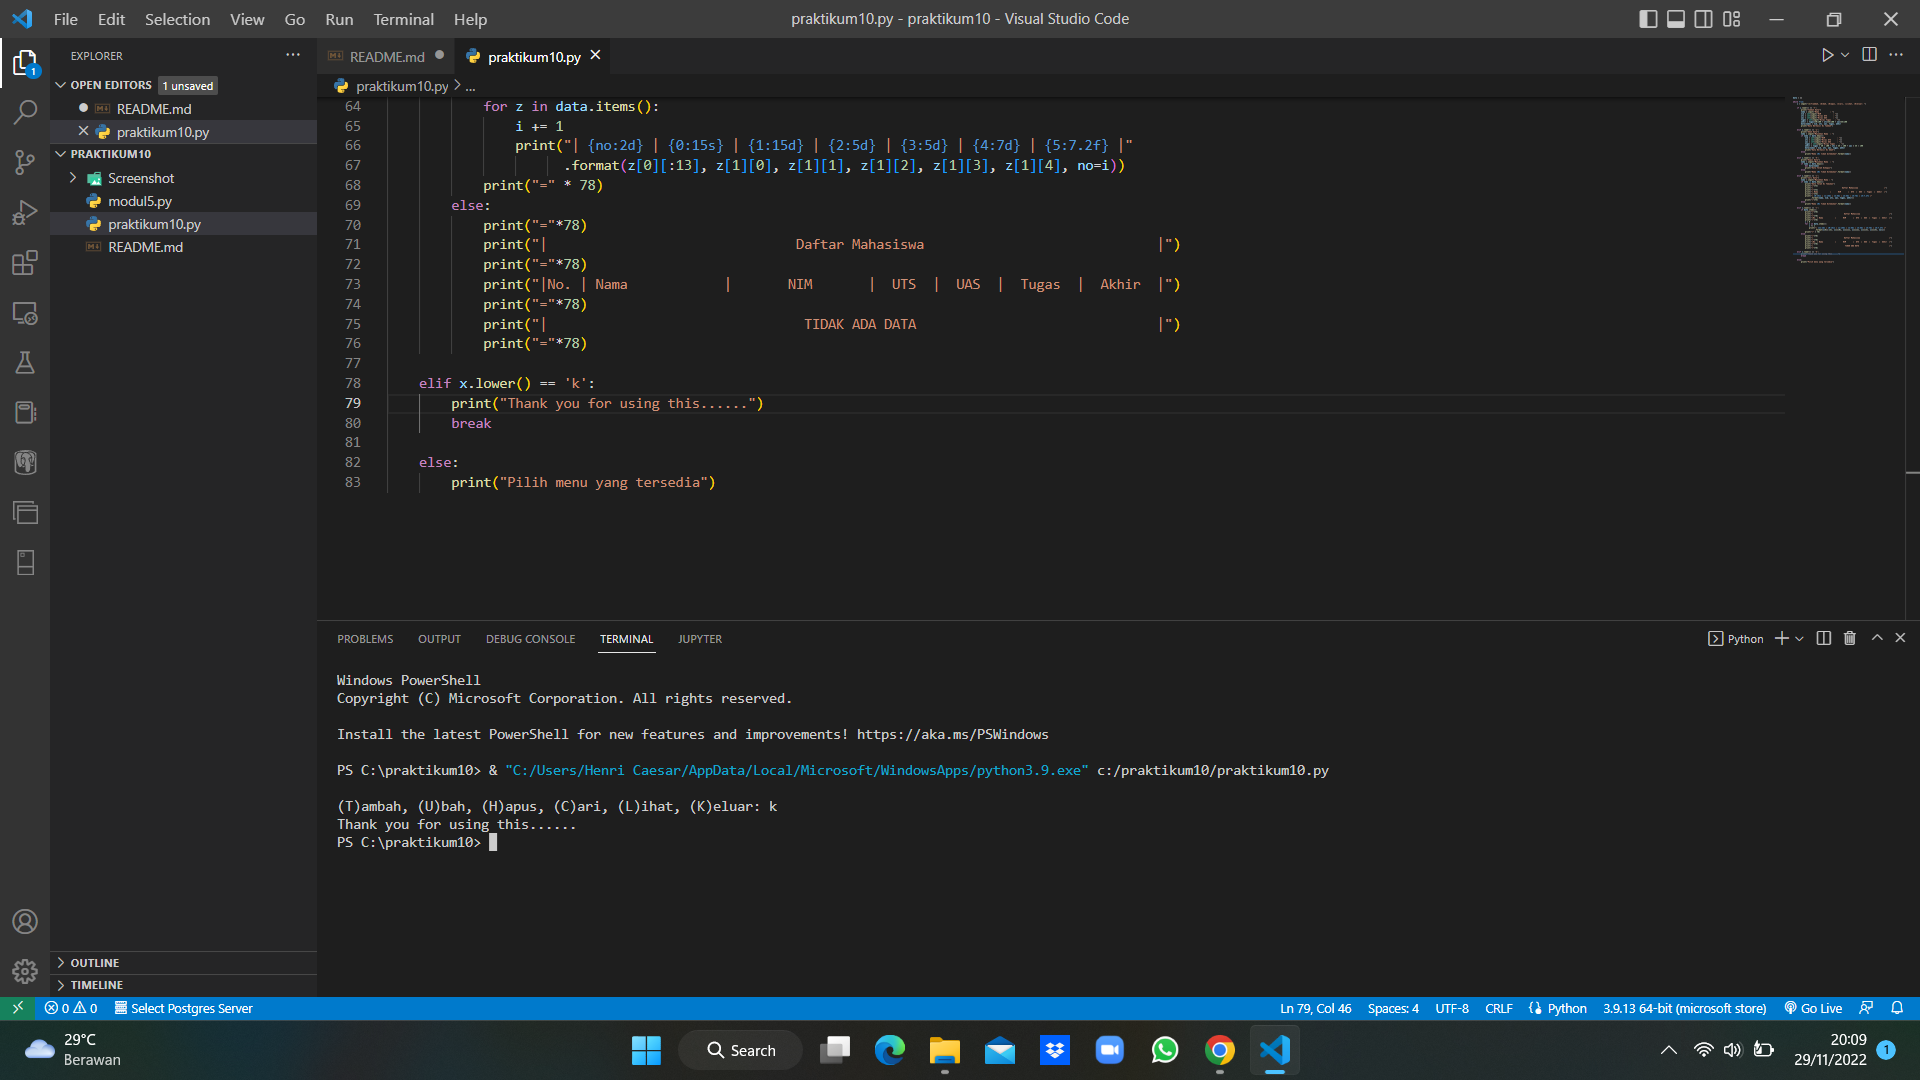 File Edit Selection View Go Run Terminal Help
praktikum10.py - praktikum10 - Visual Studio Code
EXPLORER
OPEN EDITORS 1 unsaved
README.md
praktikum10.py
PRAKTIKUM10
Screenshot
modul5.py
praktikum10.py
README.md
OUTLINE
TIMELINE
README.md praktikum10.py
praktikum10.py > ...
64 for z in data.items():
65 i += 1
66 print("| {no:2d} | {0:15s} | {1:15d} | {2:5d} | {3:5d} | {4:7d} | {5:7.2f} |"
67 .format(z[0][:13], z[1][0], z[1][1], z[1][2], z[1][3], z[1][4], no=i))
68 print("=" * 78)
69 else:
70 print("="*78)
71 print("| Daftar Mahasiswa |")
72 print("="*78)
73 print("|No. | Nama | NIM | UTS | UAS | Tugas | Akhir |")
74 print("="*78)
75 print("| TIDAK ADA DATA |")
76 print("="*78)
77
78 elif x.lower() == 'k':
79 print("Thank you for using this......")
80 break
81
82 else:
83 print("Pilih menu yang tersedia")
PROBLEMS OUTPUT DEBUG CONSOLE TERMINAL JUPYTER
Python
Windows PowerShell
Copyright (C) Microsoft Corporation. All rights reserved.
Install the latest PowerShell for new features and improvements! https://aka.ms/PSWindows
PS C:\praktikum10> & "C:/Users/Henri Caesar/AppData/Local/Microsoft/WindowsApps/python3.9.exe" c:/praktikum10/praktikum10.py
(T)ambah, (U)bah, (H)apus, (C)ari, (L)ihat, (K)eluar: k
Thank you for using this......
PS C:\praktikum10>
0 0 Select Postgres Server
Ln 79, Col 46 Spaces: 4 UTF-8 CRLF Python 3.9.13 64-bit (microsoft store) Go Live
29°C
Berawan
Search
20:09
29/11/2022
1